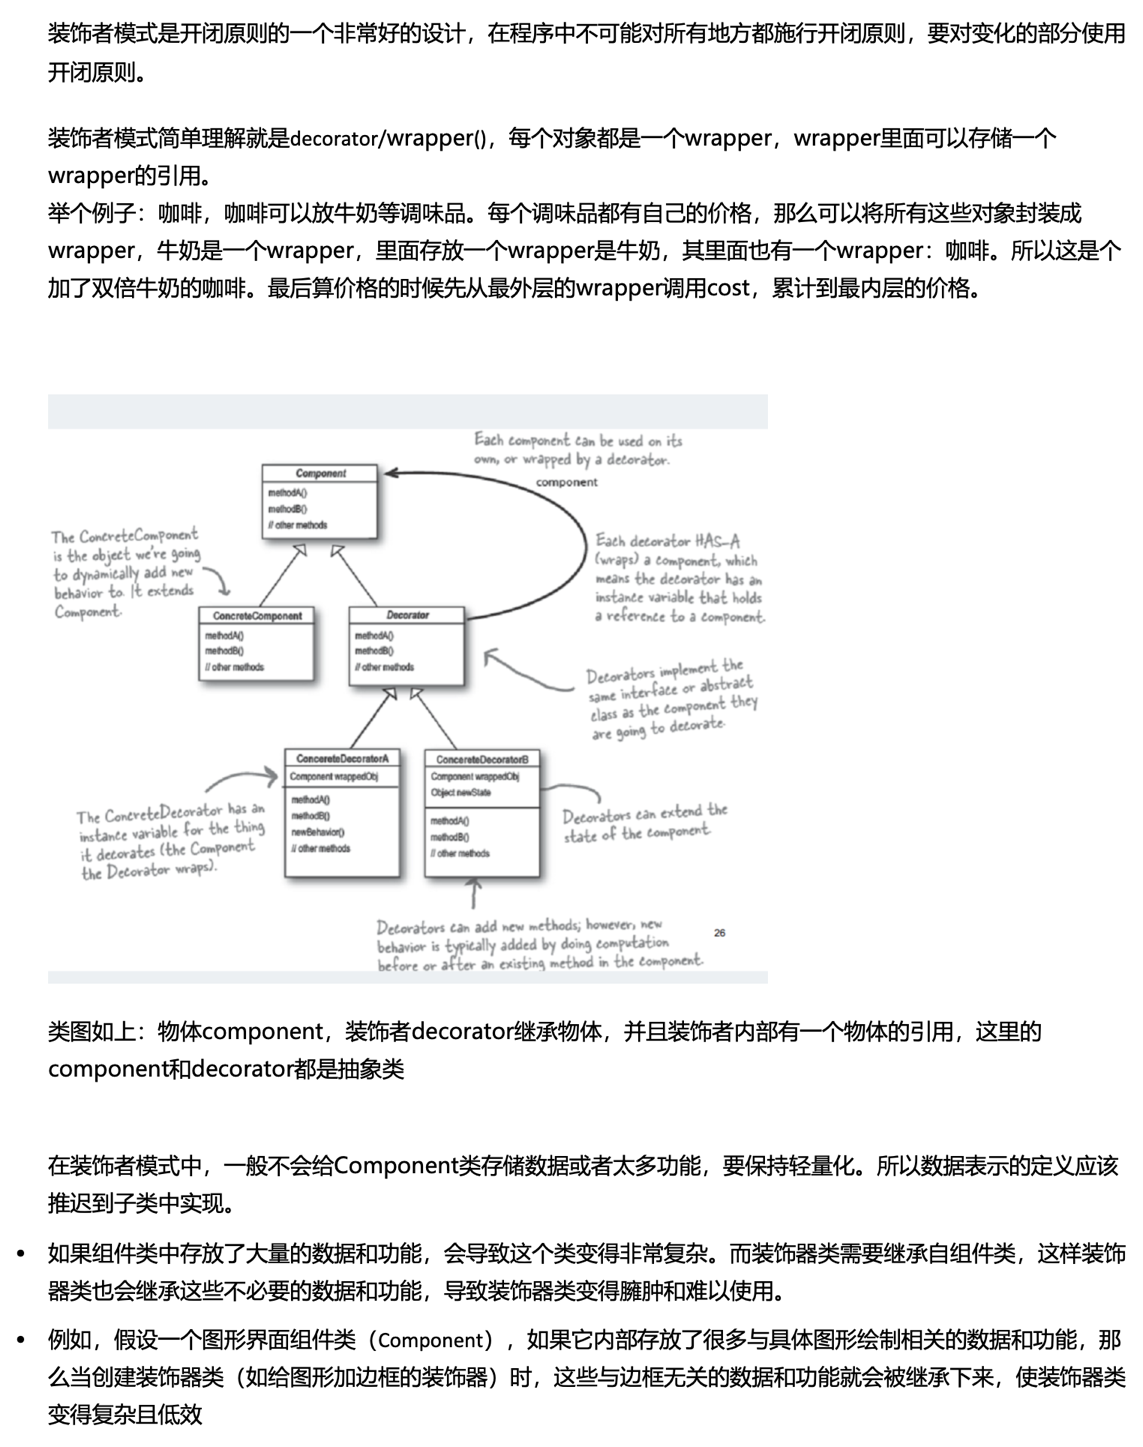 装饰者模式是开闭原则的一个非常好的设计，在程序中不可能对所有地方都施行开闭原则，要对变化的部分使用
开闭原则。
装饰者模式简单理解就是decorator/wrapper()，每个对象都是一个wrapper，wrapper里面可以存储一个
wrapper的引用。
举个例子：咖啡，咖啡可以放牛奶等调味品。每个调味品都有自己的价格，那么可以将所有这些对象封装成
wrapper，牛奶是一个wrapper，里面存放一个wrapper是牛奶，其里面也有一个wrapper：咖啡。所以这是个
加了双倍牛奶的咖啡。最后算价格的时候先从最外层的wrapper调用cost，累计到最内层的价格。
Each component can be used on its
own, or wrapped by a decorator.
component
Component
methodA()
methodB()
// other methods
The ConcreteComponent
is the object we're going
to dynamically add new
behavior to. It extends
Component.
Each decorator HAS-A
(wraps) a component, which
means the decorator has an
instance variable that holds
a reference to a component.
ConcreteComponent
methodA()
methodB()
// other methods
Decorator
methodA()
methodB()
// other methods
Decorators implement the
same interface or abstract
class as the component they
are going to decorate.
ConcereteDecoratorA
Component wrappedObj
methodA()
methodB()
newBehavior()
// other methods
ConcereteDecoratorB
Component wrappedObj
Object newState
methodA()
methodB()
// other methods
The ConcreteDecorator has an
instance variable for the thing
it decorates (the Component
the Decorator wraps).
Decorators can extend the
state of the component.
Decorators can add new methods; however, new
behavior is typically added by doing computation
before or after an existing method in the component.
26
类图如上：物体component，装饰者decorator继承物体，并且装饰者内部有一个物体的引用，这里的
component和decorator都是抽象类
在装饰者模式中，一般不会给Component类存储数据或者太多功能，要保持轻量化。所以数据表示的定义应该
推迟到子类中实现。
• 如果组件类中存放了大量的数据和功能，会导致这个类变得非常复杂。而装饰器类需要继承自组件类，这样装饰
器类也会继承这些不必要的数据和功能，导致装饰器类变得臃肿和难以使用。
• 例如，假设一个图形界面组件类（Component），如果它内部存放了很多与具体图形绘制相关的数据和功能，那
么当创建装饰器类（如给图形加边框的装饰器）时，这些与边框无关的数据和功能就会被继承下来，使装饰器类
变得复杂且低效